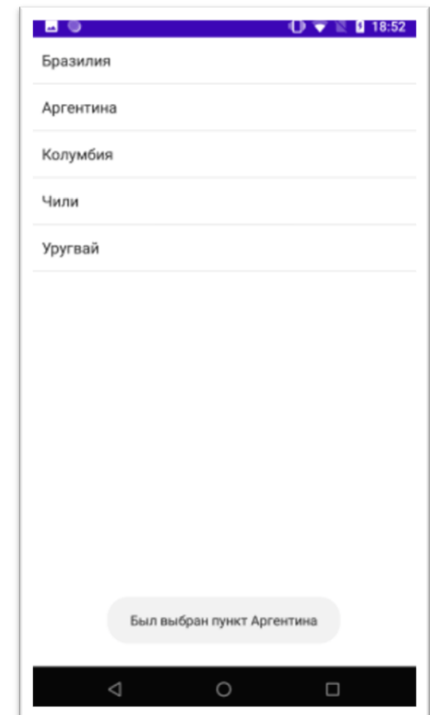 18:52
Бразилия
Аргентина
Колумбия
Чили
Уругвай
Был выбран пункт Аргентина